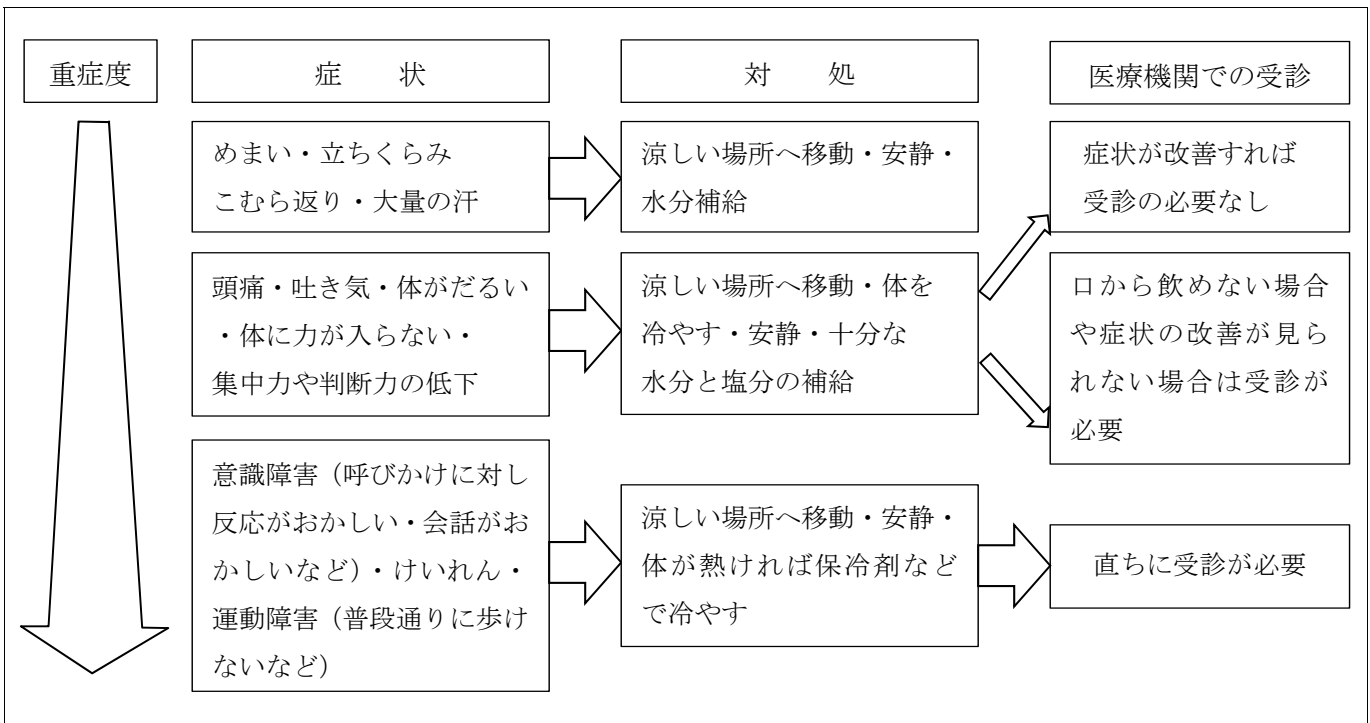 重症度
症　　状
対　　処
医療機関での受診
めまい・立ちくらみ
こむら返り・大量の汗
涼しい場所へ移動・安静・
水分補給
症状が改善すれば
受診の必要なし
頭痛・吐き気・体がだるい
・体に力が入らない・
集中力や判断力の低下
涼しい場所へ移動・体を
冷やす・安静・十分な
水分と塩分の補給
口から飲めない場合
や症状の改善が見ら
れない場合は受診が
必要
意識障害（呼びかけに対し
反応がおかしい・会話がお
かしいなど）・けいれん・
運動障害（普段通りに歩け
ないなど）
涼しい場所へ移動・安静・
体が熱ければ保冷剤など
で冷やす
直ちに受診が必要